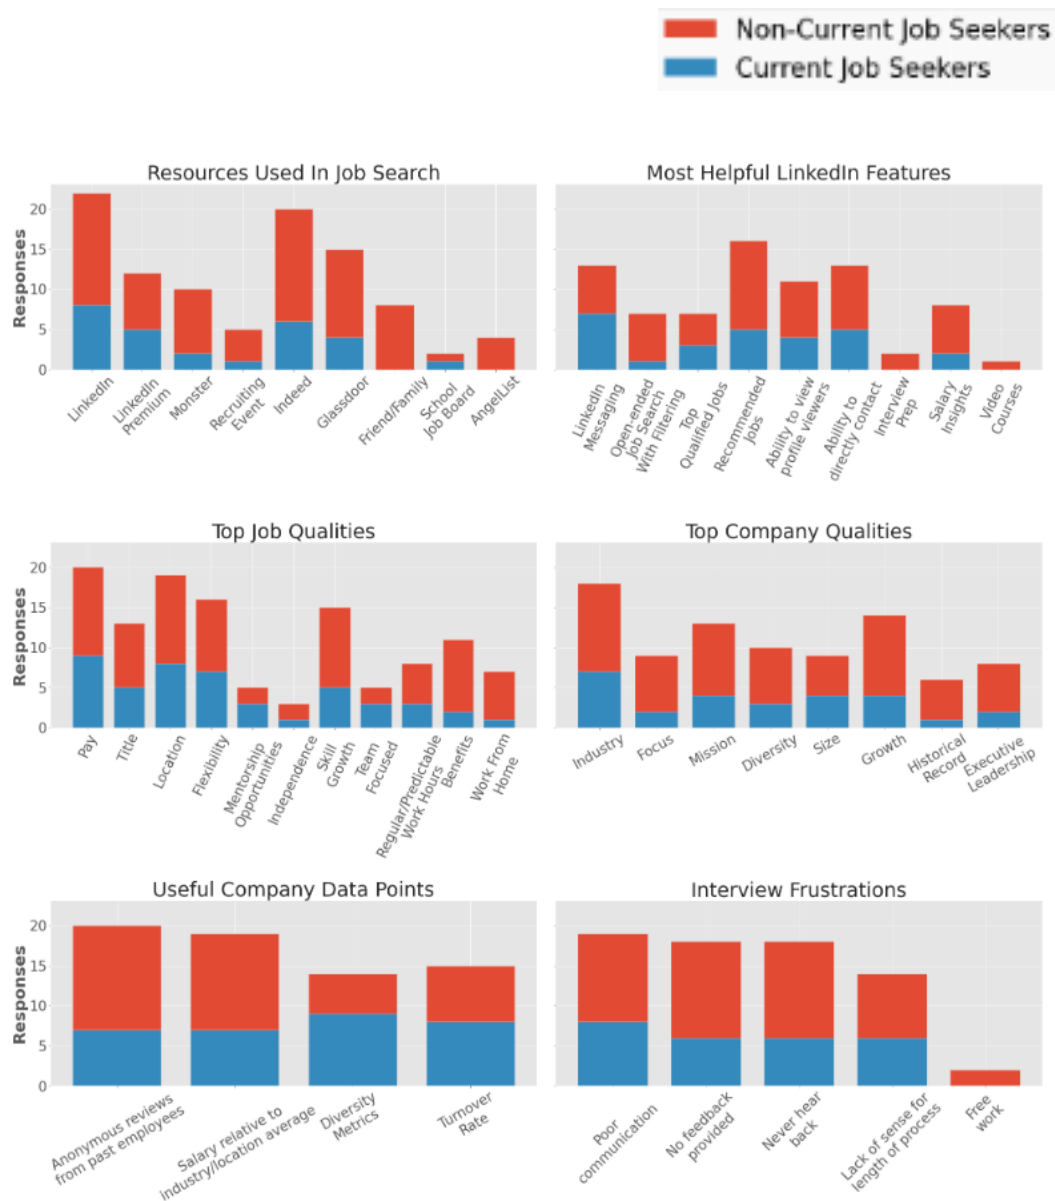 Non-Current Job Seekers
Current Job Seekers
Resources Used In Job Search
Responses
20
15
10
5
0
LinkedIn
LinkedIn
Premium
Monster
Recruiting
Event
Indeed
Glassdoor
Friend/Family
School
Job Board
AngelList
Most Helpful LinkedIn Features
LinkedIn
Messaging
Open-ended
Job Search
With Filtering
Top
Qualified Jobs
Recommended
Jobs
Ability to view
profile viewers
Ability to
directly contact
Interview
Prep
Salary
Insights
Video
Courses
Top Job Qualities
Responses
20
15
10
5
0
Pay
Title
Location
Flexibility
Mentorship
Opportunities
Independence
Skill
Growth
Team
Focused
Regular/Predictable
Work Hours
Benefits
Work From
Home
Top Company Qualities
Industry
Focus
Mission
Diversity
Size
Growth
Historical
Record
Executive
Leadership
Useful Company Data Points
Responses
20
15
10
5
0
Anonymous reviews
from past employees
Salary relative to
industry/location average
Diversity
Metrics
Turnover
Rate
Interview Frustrations
Poor
communication
No feedback
provided
Never hear
back
Lack of sense for
length of process
Free
work